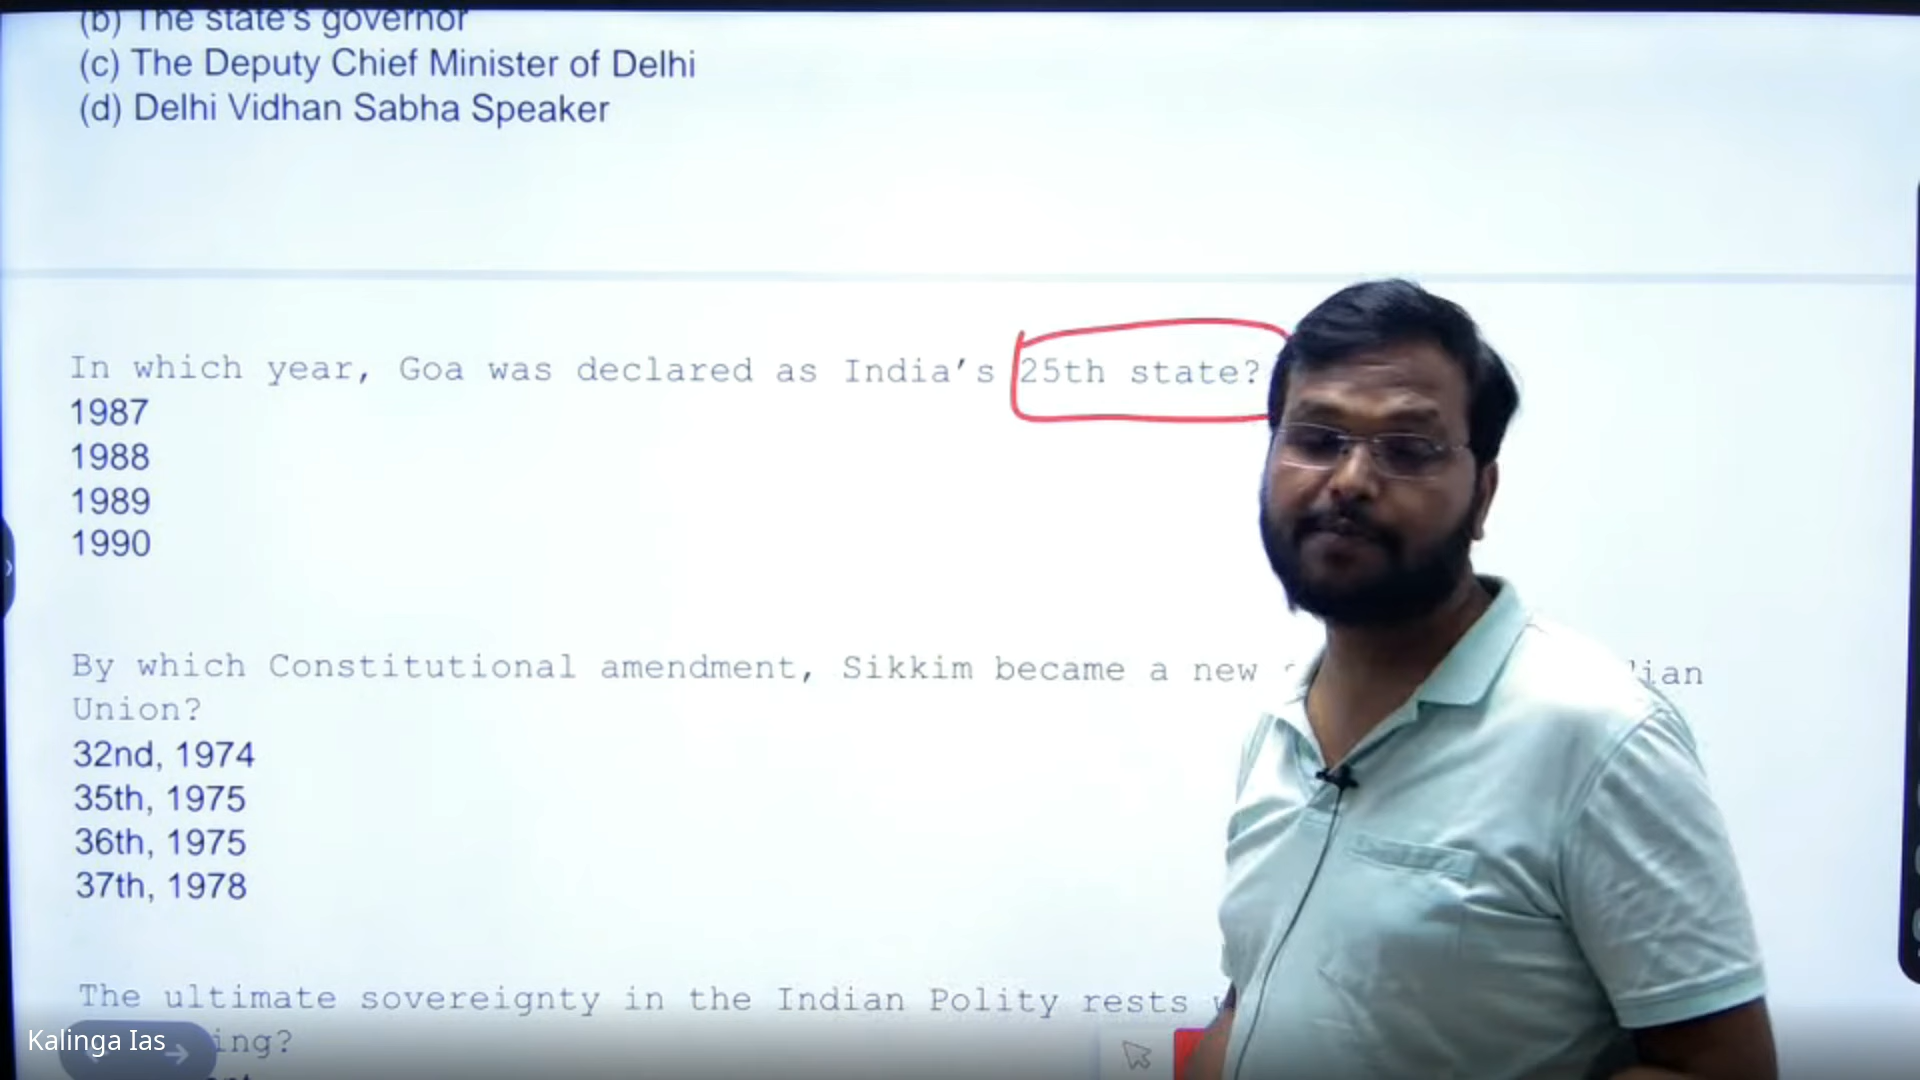 (b) The state's governor
(c) The Deputy Chief Minister of Delhi
(d) Delhi Vidhan Sabha Speaker
In which year, Goa was declared as India's 25th state?
1987
1988
1989
1990
By which Constitutional amendment, Sikkim became a new
Union?
32nd, 1974
35th, 1975
36th, 1975
37th, 1978
The ultimate sovereignty in the Indian Polity rests
Kalinga Ias